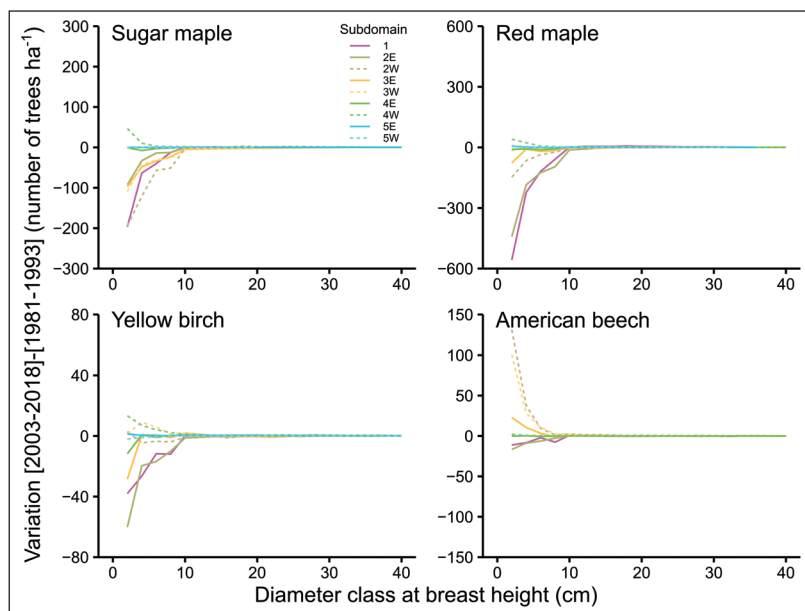 Variation [2003-2018]-[1981-1993] (number of trees ha-1)
Sugar maple
300
200
100
0
−100
−200
−300
0 10 20 30 40
Subdomain
1
2E
2W
3E
3W
4E
4W
5E
5W
Red maple
600
300
0
−300
−600
0 10 20 30 40
Yellow birch
80
40
0
−40
−80
0 10 20 30 40
American beech
150
100
50
0
−50
−100
−150
0 10 20 30 40
Diameter class at breast height (cm)